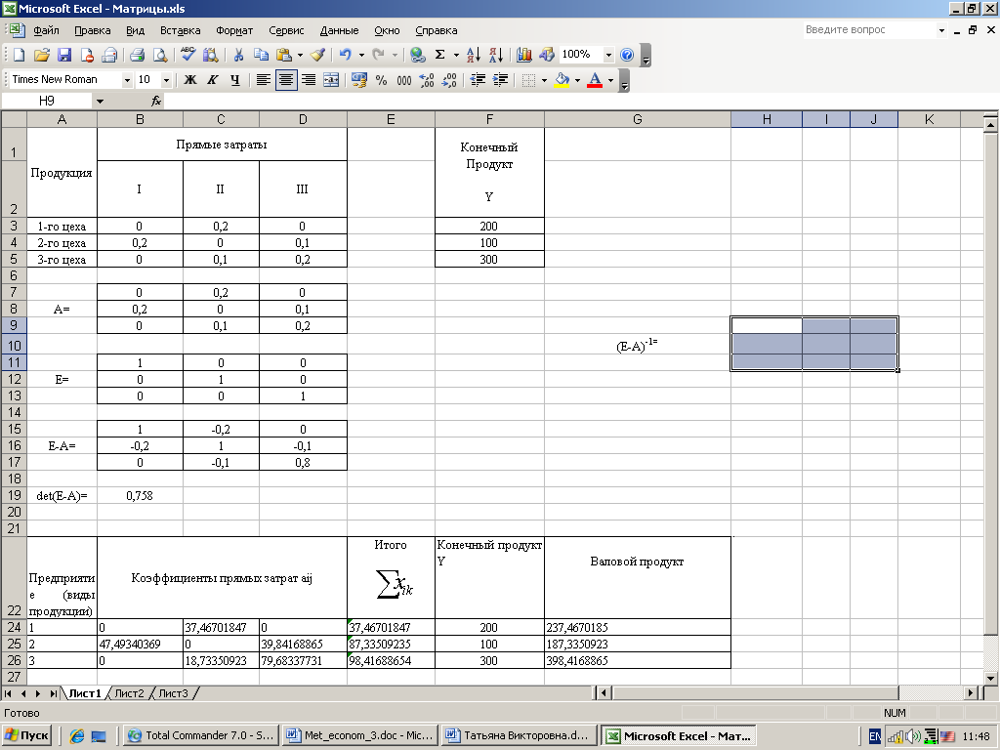 Microsoft Excel - Матрицы.xls
Файл Правка Вид Вставка Формат Сервис Данные Окно Справка Введите вопрос
100%
Times New Roman 10 Ж К Ч % 000
H9 fx
A B C D E F G H I J K
1 Прямые затраты Конечный
Продукт
Продукция
2 I II III Y
3 1-го цеха 0 0,2 0 200
4 2-го цеха 0,2 0 0,1 100
5 3-го цеха 0 0,1 0,2 300
6
7 0 0,2 0
8 A= 0,2 0 0,1
9 0 0,1 0,2
10 (E-A)-1=
11 1 0 0
12 E= 0 1 0
13 0 0 1
14
15 1 -0,2 0
16 E-A= -0,2 1 -0,1
17 0 -0,1 0,8
18
19 det(E-A)= 0,758
20
21
22 Предприяти
е (виды
продукции) Коэффициенты прямых затрат aij Итого ∑xik Конечный продукт
Y Валовой продукт
24 1 0 37,46701847 0 37,46701847 200 237,4670185
25 2 47,49340369 0 39,84168865 87,33509235 100 187,3350923
26 3 0 18,73350923 79,68337731 98,41688654 300 398,4168865
27
Лист1 Лист2 Лист3
Готово NUM
Пуск Total Commander 7.0 - S... Met_econom_3.doc - Mic... Татьяна Викторовна.d... Microsoft Excel - Мат... EN 11:48